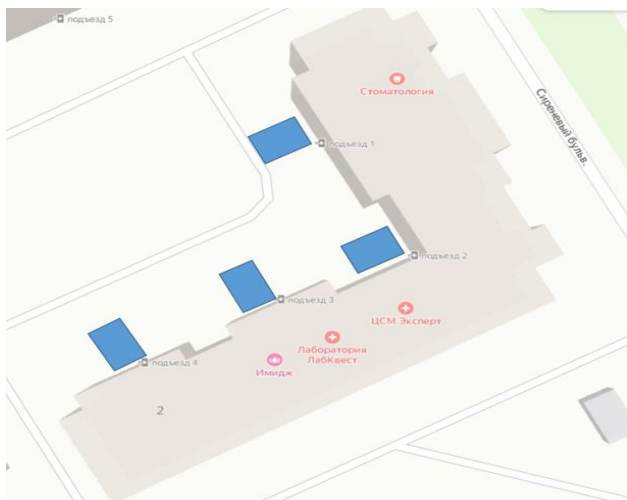 подъезд 5
Стоматология
Сиреневый бульв.
подъезд 1
подъезд 2
подъезд 3
ЦСМ Эксперт
Лаборатория
ЛабКвест
Имидж
подъезд 4
2